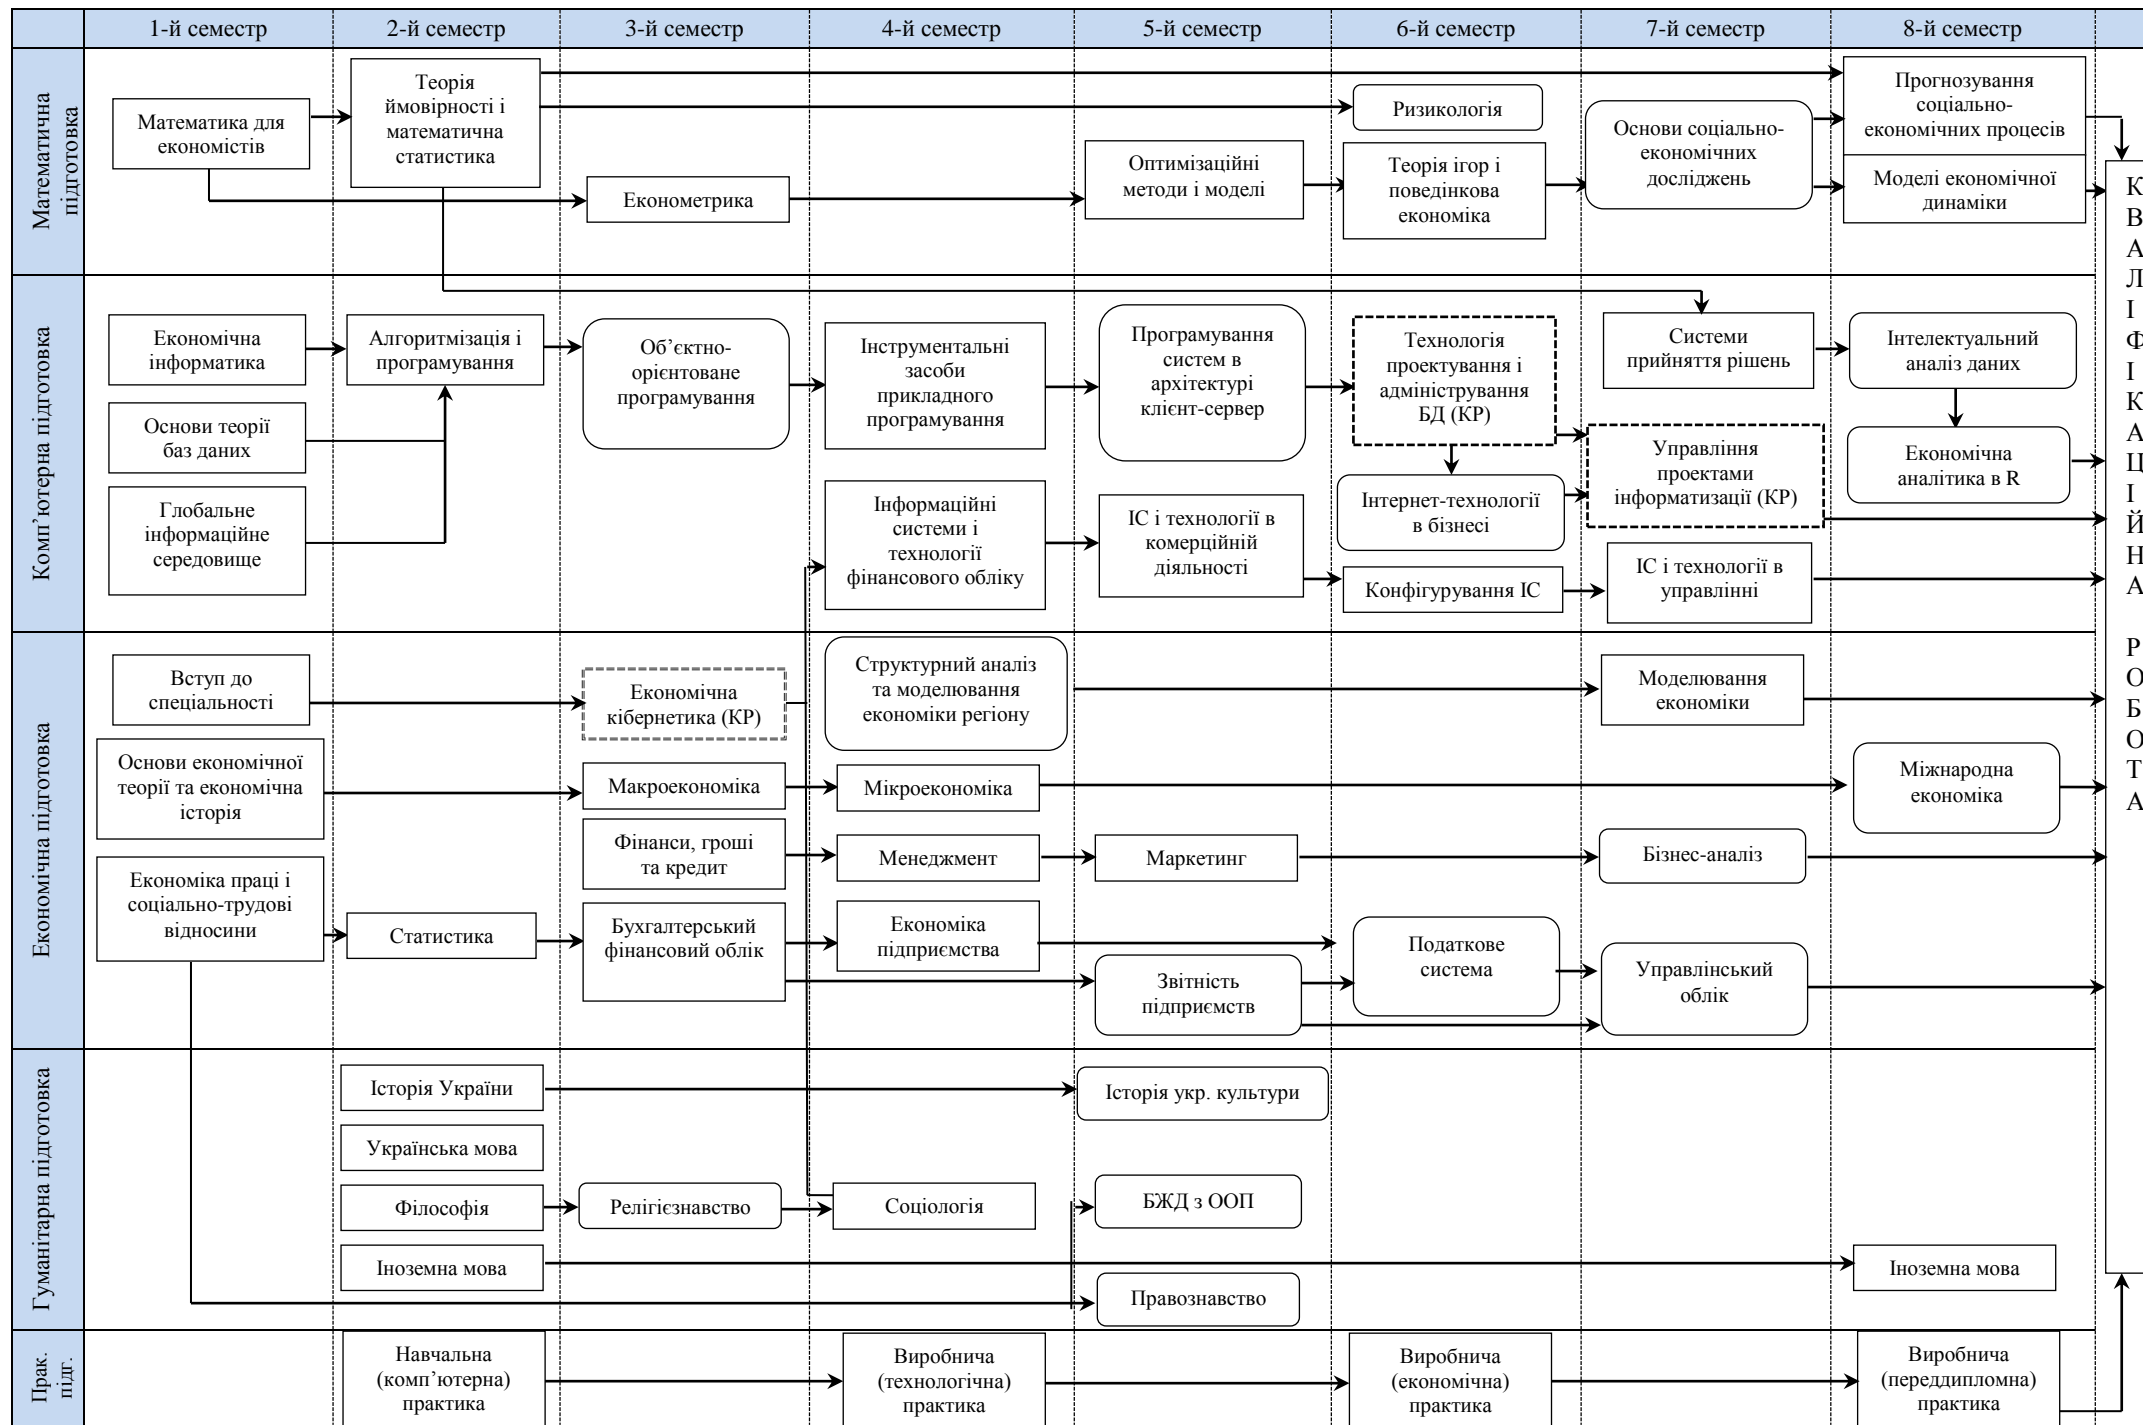 1-й семестр
2-й семестр
3-й семестр
4-й семестр
5-й семестр
6-й семестр
7-й семестр
8-й семестр
Математична
підготовка
Математика для
економістів
Теорія
ймовірності і
математична
статистика
Економетрика
Оптимізаційні
методи і моделі
Ризикологія
Теорія ігор і
поведінкова
економіка
Основи соціально-
економічних
досліджень
Прогнозування
соціально-
економічних процесів
Моделі економічної
динаміки
Комп’ютерна підготовка
Економічна
інформатика
Основи теорії
баз даних
Глобальне
інформаційне
середовище
Алгоритмізація і
програмування
Об’єктно-
орієнтоване
програмування
Інструментальні
засоби
прикладного
програмування
Інформаційні
системи і
технології
фінансового обліку
Програмування
систем в
архітектурі
клієнт-сервер
ІС і технології в
комерційній
діяльності
Технологія
проектування і
адміністрування
БД (КР)
Інтернет-технології
в бізнесі
Конфігурування ІС
Системи
прийняття рішень
Управління
проектами
інформатизації (КР)
ІС і технології в
управлінні
Інтелектуальний
аналіз даних
Економічна
аналітика в R
Економічна підготовка
Вступ до
спеціальності
Основи економічної
теорії та економічна
історія
Економіка праці і
соціально-трудові
відносини
Статистика
Економічна
кібернетика (КР)
Макроекономіка
Фінанси, гроші
та кредит
Бухгалтерський
фінансовий облік
Структурний аналіз
та моделювання
економіки регіону
Мікроекономіка
Менеджмент
Економіка
підприємства
Маркетинг
Звітність
підприємств
Податкове
система
Моделювання
економіки
Бізнес-аналіз
Управлінський
облік
Міжнародна
економіка
Гуманітарна підготовка
Історія України
Українська мова
Філософія
Іноземна мова
Релігієзнавство
Соціологія
Історія укр. культури
БЖД з ООП
Правознавство
Іноземна мова
Прак.
підг.
Навчальна
(комп’ютерна)
практика
Виробнича
(технологічна)
практика
Виробнича
(економічна)
практика
Виробнича
(переддипломна)
практика
К
В
А
Л
І
Ф
І
К
А
Ц
І
Й
Н
А
Р
О
Б
О
Т
А